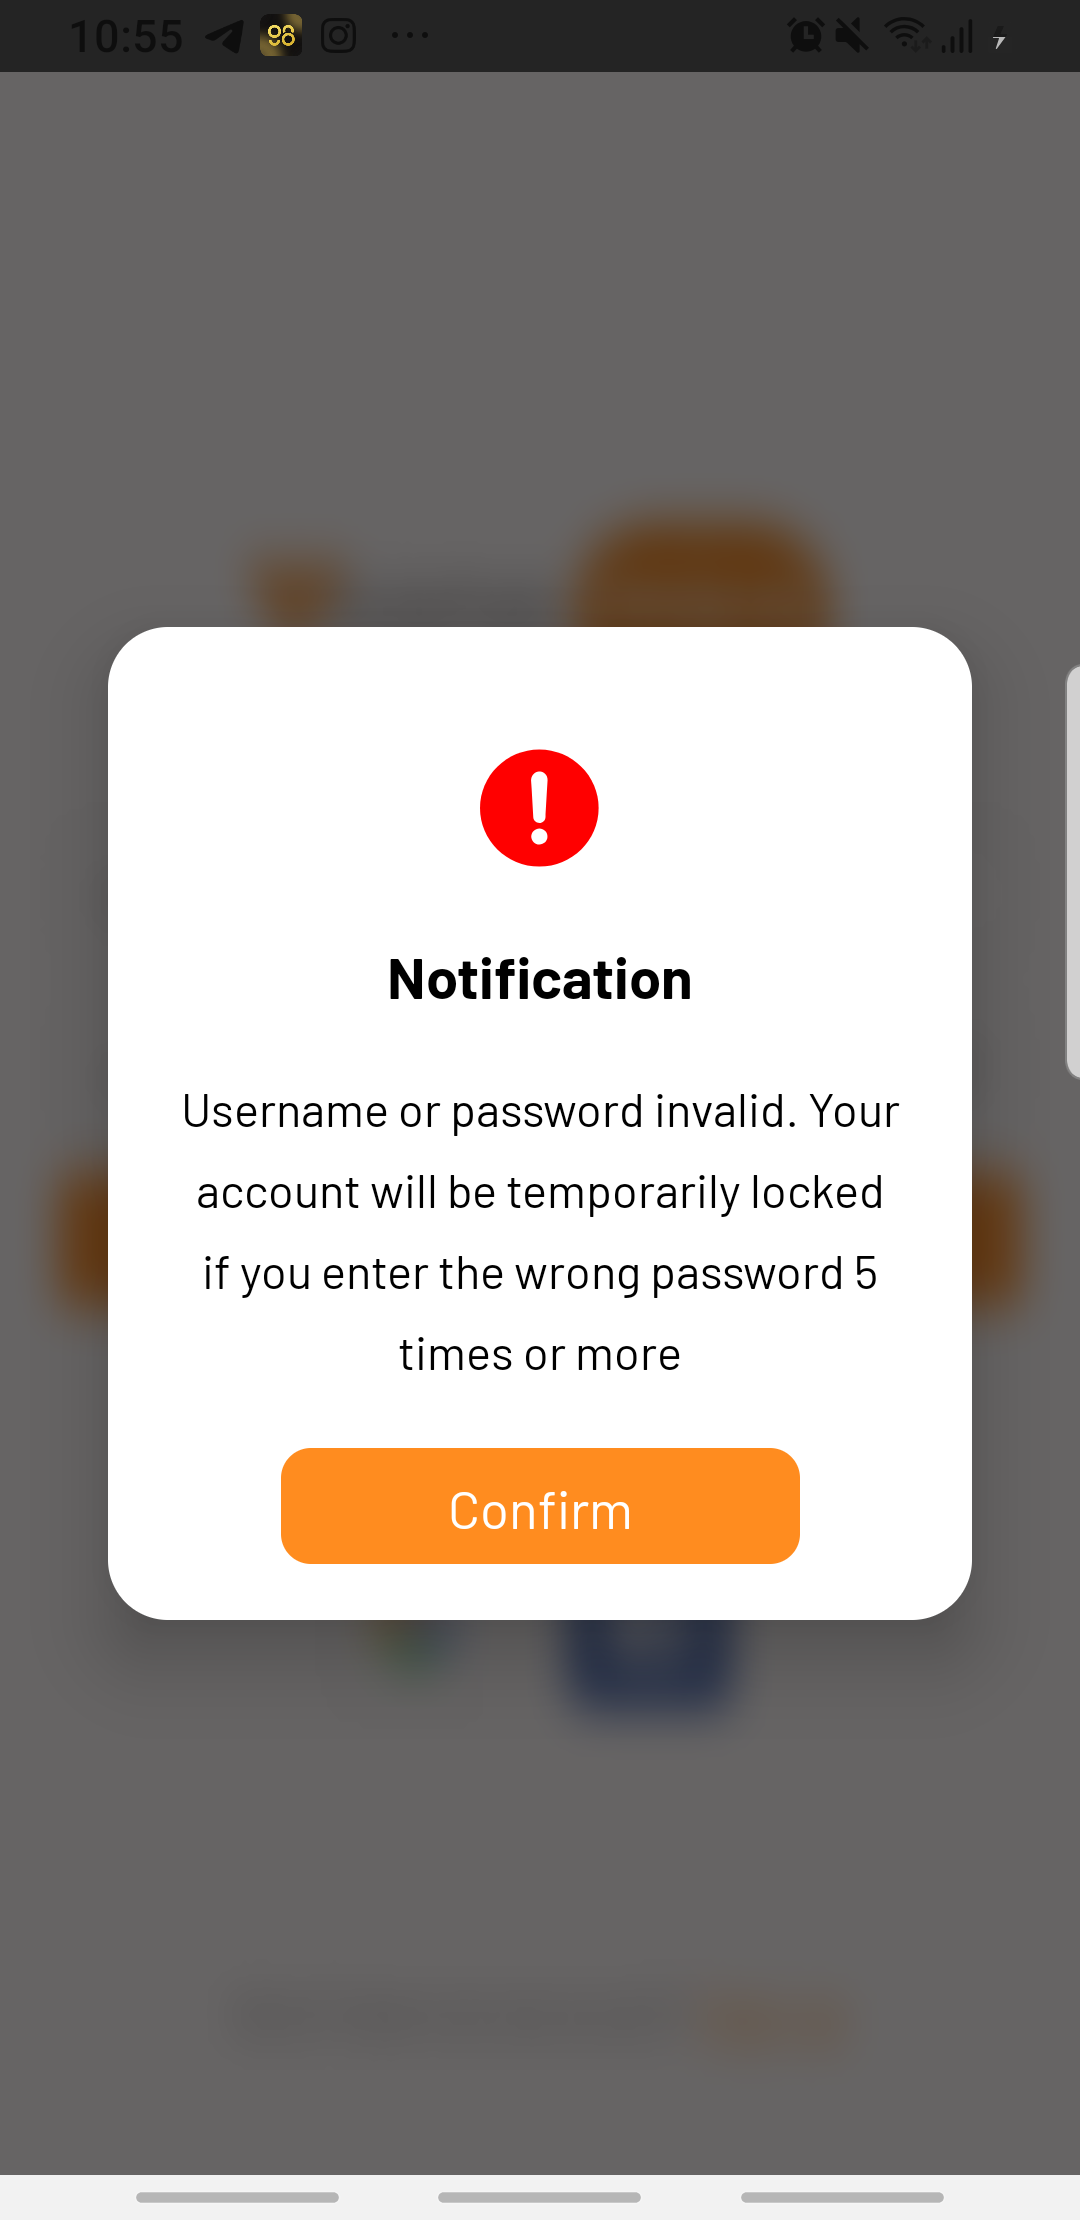 10:55
98
Notification
Username or password invalid. Your
account will be temporarily locked
if you enter the wrong password 5
times or more
Confirm